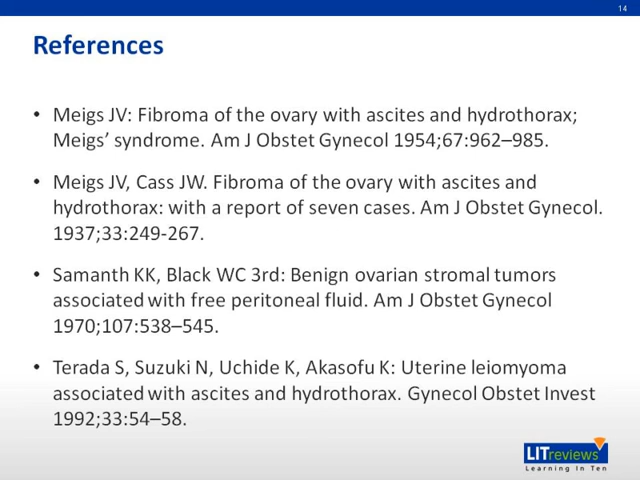 14
References
• Meigs JV: Fibroma of the ovary with ascites and hydrothorax;
Meigs’ syndrome. Am J Obstet Gynecol 1954;67:962–985.
• Meigs JV, Cass JW. Fibroma of the ovary with ascites and
hydrothorax: with a report of seven cases. Am J Obstet Gynecol.
1937;33:249-267.
• Samanth KK, Black WC 3rd: Benign ovarian stromal tumors
associated with free peritoneal fluid. Am J Obstet Gynecol
1970;107:538–545.
• Terada S, Suzuki N, Uchide K, Akasofu K: Uterine leiomyoma
associated with ascites and hydrothorax. Gynecol Obstet Invest
1992;33:54–58.
LITreviews
Learning In Ten